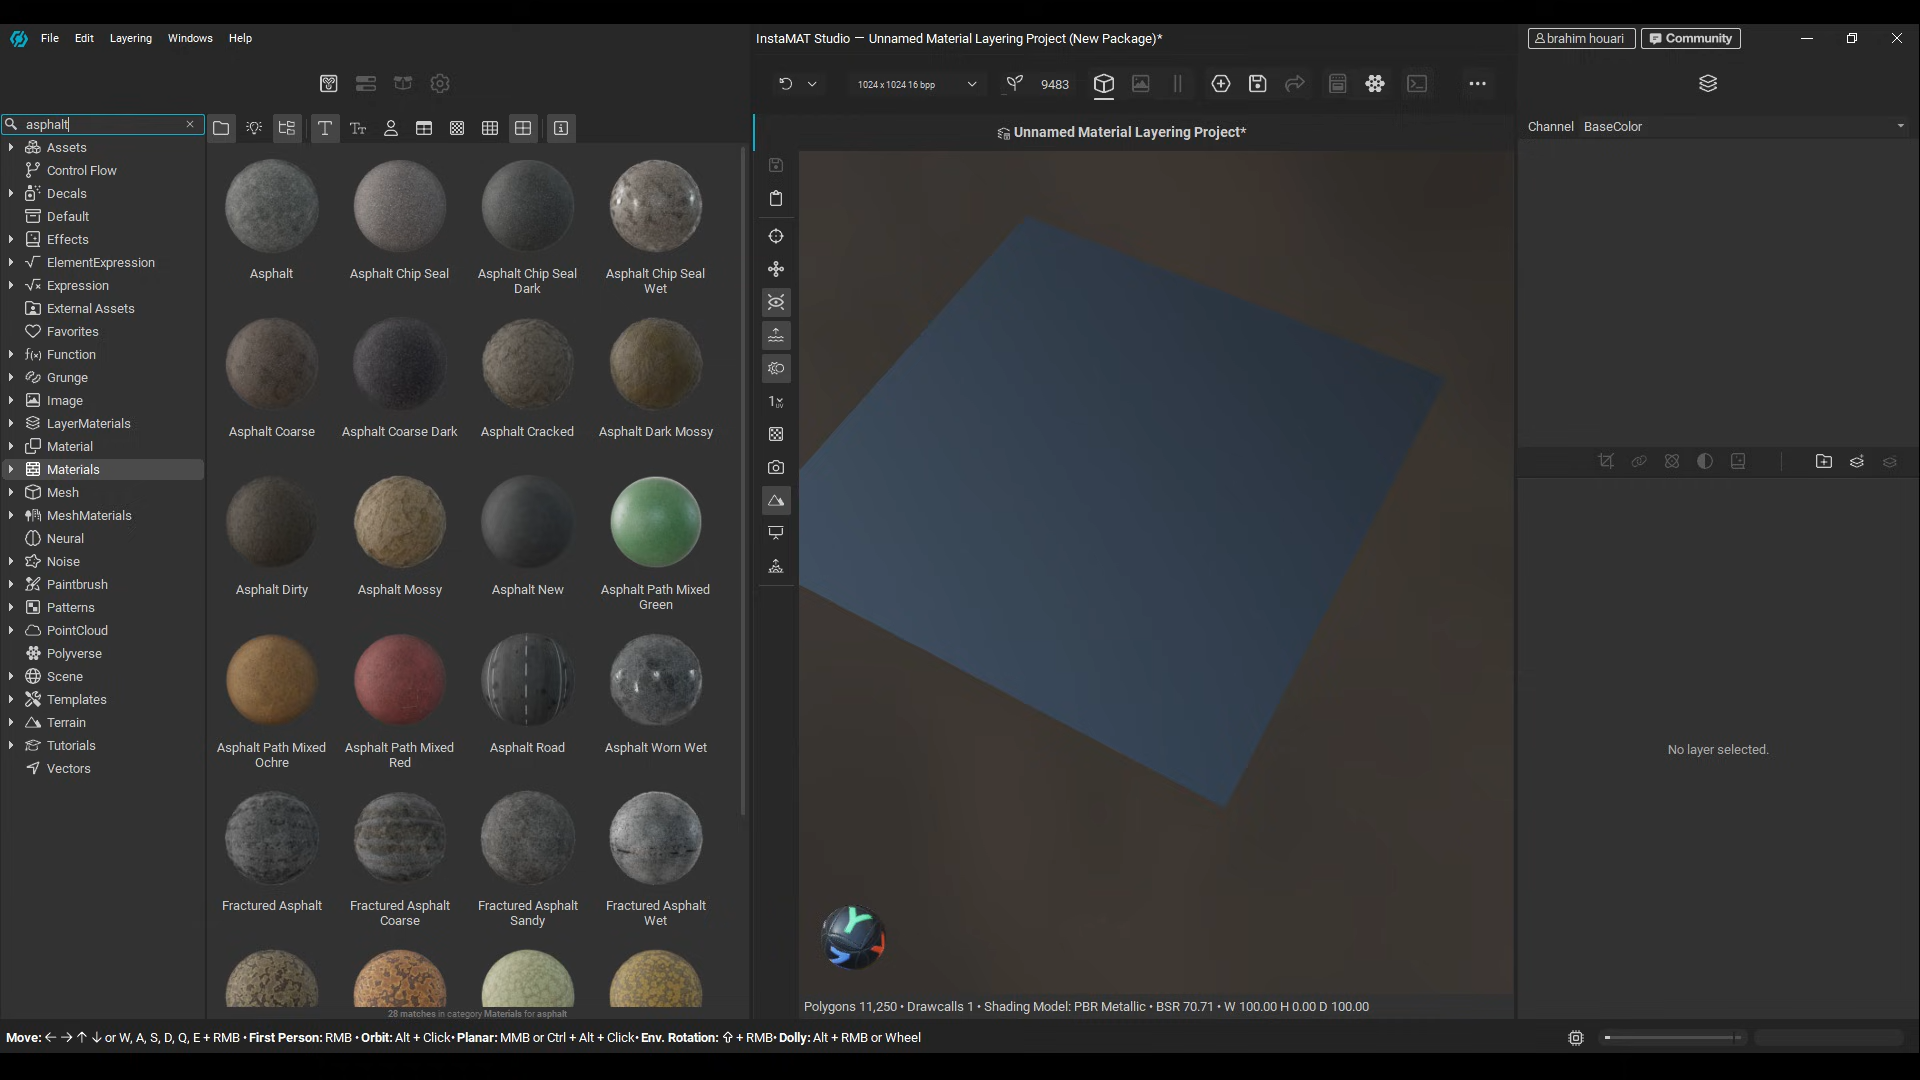 File Edit Layering Windows Help
InstaMAT Studio — Unnamed Material Layering Project (New Package)*
brahim houari
Community
1024 x 1024 16 bpp
9483
asphalt
Unnamed Material Layering Project*
Channel BaseColor
Assets
Control Flow
Decals
Default
Effects
ElementExpression
Expression
External Assets
Favorites
Function
Grunge
Image
LayerMaterials
Material
Materials
Mesh
MeshMaterials
Neural
Noise
Paintbrush
Patterns
PointCloud
Polyverse
Scene
Templates
Terrain
Tutorials
Vectors
Asphalt
Asphalt Chip Seal
Asphalt Chip Seal
Dark
Asphalt Chip Seal
Wet
Asphalt Coarse
Asphalt Coarse Dark
Asphalt Cracked
Asphalt Dark Mossy
Asphalt Dirty
Asphalt Mossy
Asphalt New
Asphalt Path Mixed
Green
Asphalt Path Mixed
Ochre
Asphalt Path Mixed
Red
Asphalt Road
Asphalt Worn Wet
Fractured Asphalt
Fractured Asphalt
Coarse
Fractured Asphalt
Sandy
Fractured Asphalt
Wet
28 matches in category Materials for asphalt
Y
No layer selected.
Polygons 11,250 • Drawcalls 1 • Shading Model: PBR Metallic • BSR 70.71 • W 100.00 H 0.00 D 100.00
Move: ← → ↑ ↓ or W, A, S, D, Q, E + RMB • First Person: RMB • Orbit: Alt + Click• Planar: MMB or Ctrl + Alt + Click• Env. Rotation: ⇧ + RMB• Dolly: Alt + RMB or Wheel